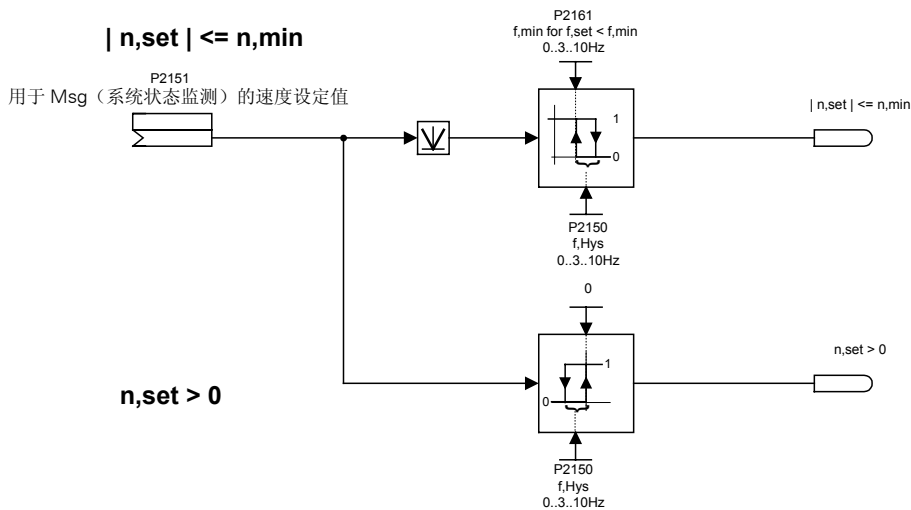 | n,set | <= n,min
P2151
用于 Msg（系统状态监测）的速度设定值
P2161
f,min for f,set < f,min
0..3..10Hz
1
0
| n,set | <= n,min
P2150
f,Hys
0..3..10Hz
n,set > 0
0
1
0
n,set > 0
P2150
f,Hys
0..3..10Hz